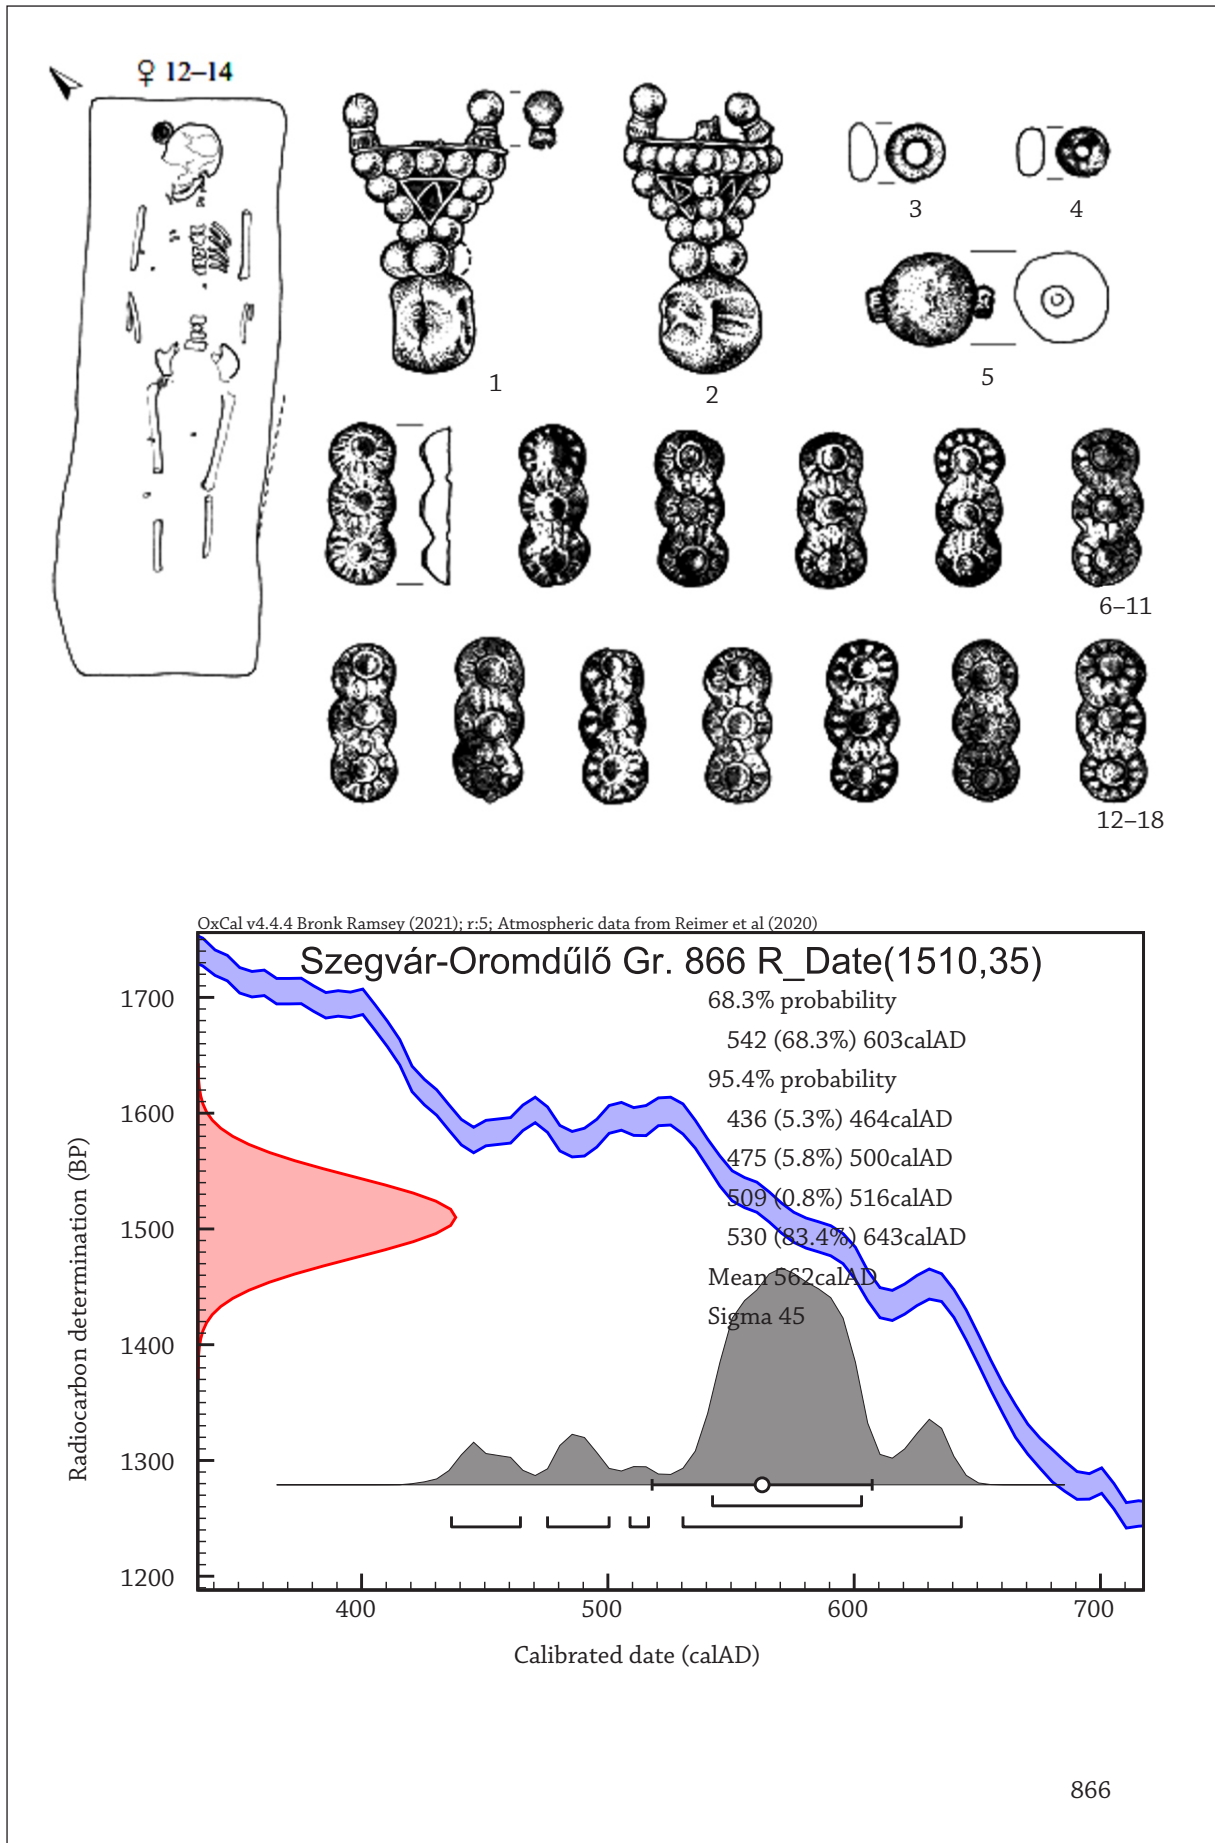 ♀ 12–14
1
2
3
4
5
6–11
12–18
OxCal v4.4.4 Bronk Ramsey (2021); r:5; Atmospheric data from Reimer et al (2020)
Szegvár-Oromdűlő Gr. 866 R_Date(1510,35)
68.3% probability
542 (68.3%) 603calAD
95.4% probability
436 (5.3%) 464calAD
475 (5.8%) 500calAD
509 (0.8%) 516calAD
530 (83.4%) 643calAD
Mean 562calAD
Sigma 45
Radiocarbon determination (BP)
1700
1600
1500
1400
1300
1200
400 500 600 700
Calibrated date (calAD)
866